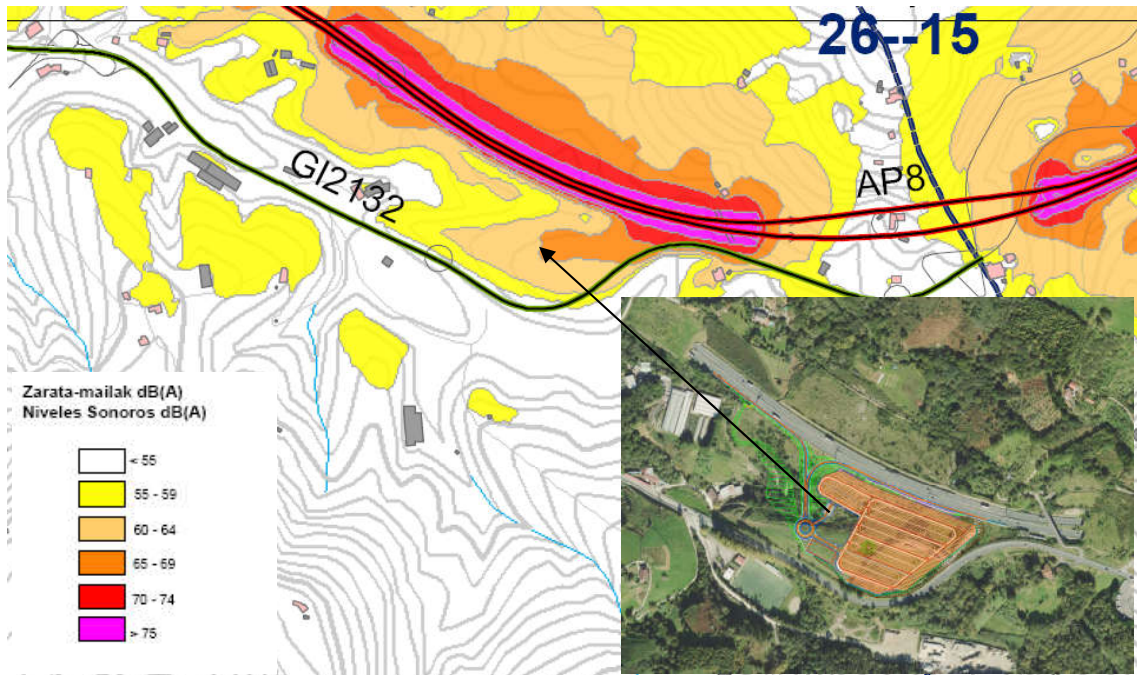 26--15
AP8
GI2132
Zarata-mailak dB(A)
Niveles Sonoros dB(A)
< 55
55 - 59
60 - 64
65 - 69
70 - 74
> 75